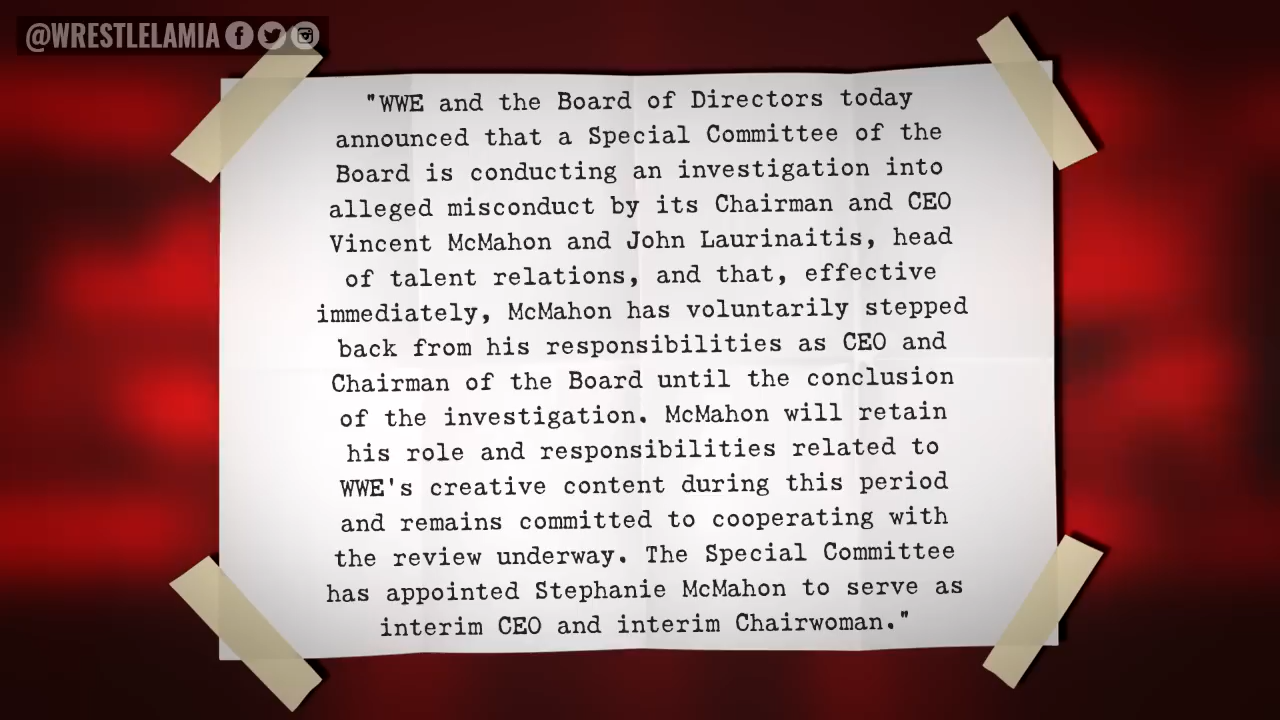 @WRESTLELAMIA
"WWE and the Board of Directors today
announced that a Special Committee of the
Board is conducting an investigation into
alleged misconduct by its Chairman and CEO
Vincent McMahon and John Laurinaitis, head
of talent relations, and that, effective
immediately, McMahon has voluntarily stepped
back from his responsibilities as CEO and
Chairman of the Board until the conclusion
of the investigation. McMahon will retain
his role and responsibilities related to
WWE's creative content during this period
and remains committed to cooperating with
the review underway. The Special Committee
has appointed Stephanie McMahon to serve as
interim CEO and interim Chairwoman."